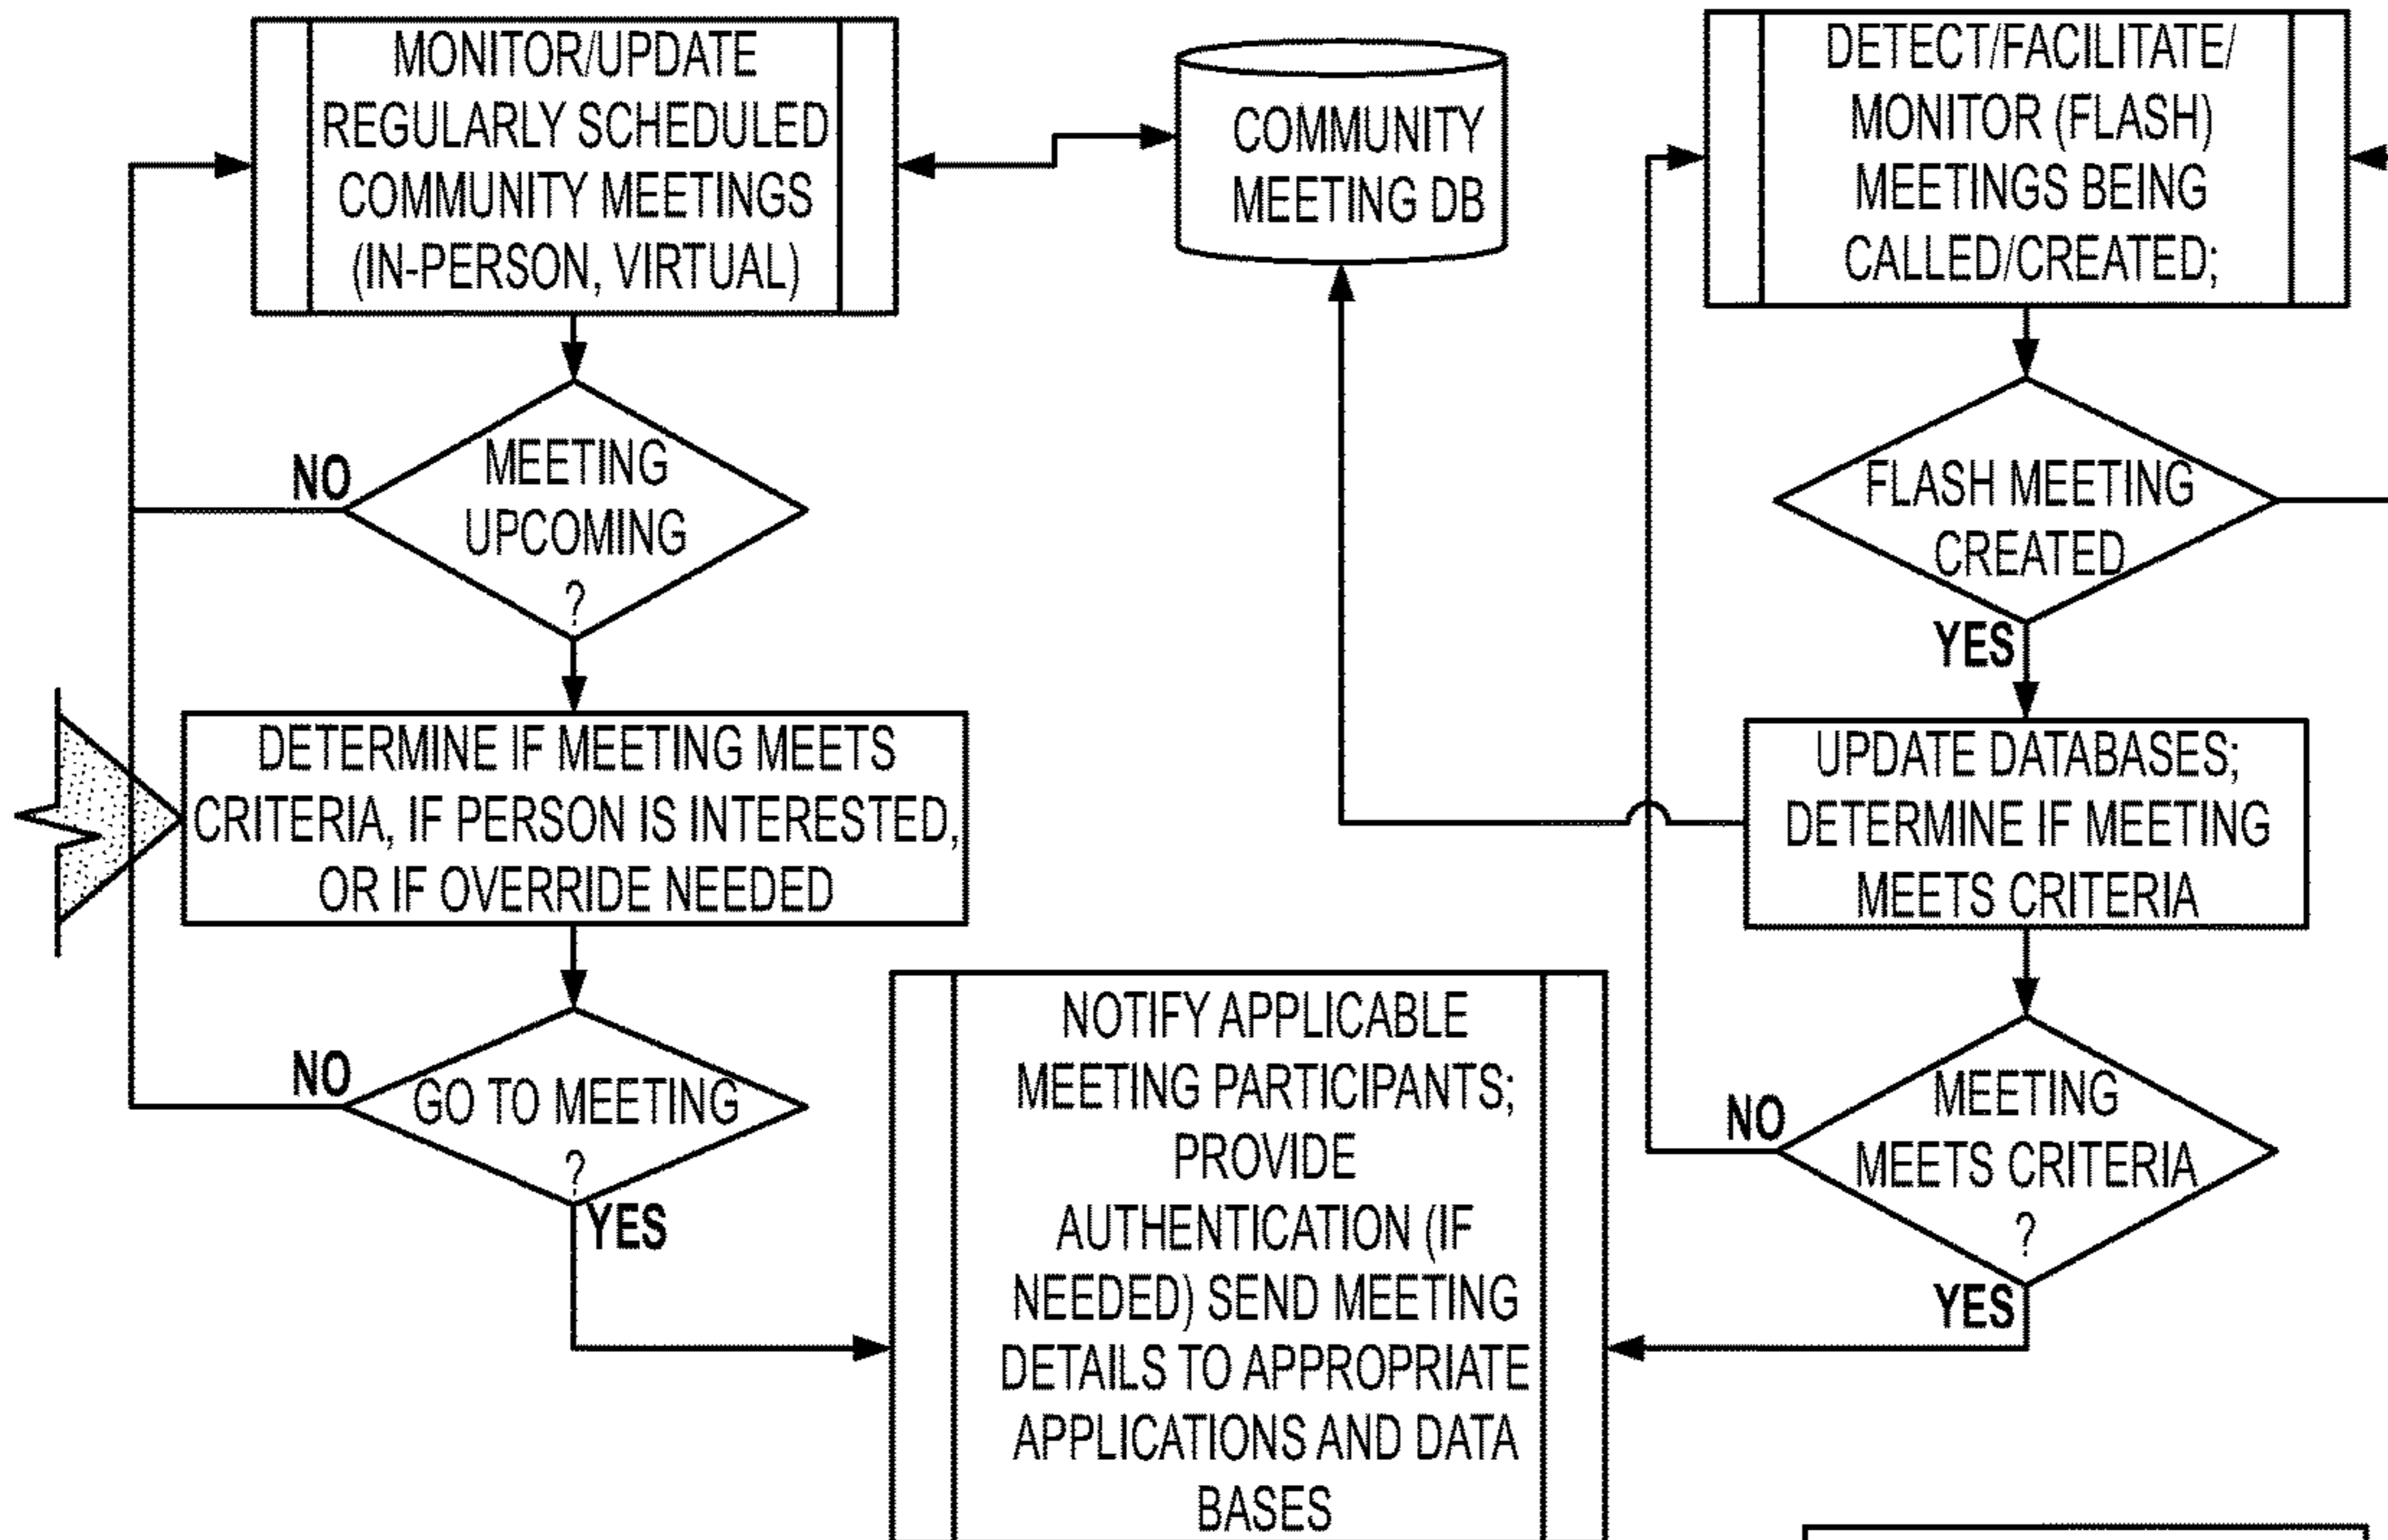 MONITOR/UPDATE
REGULARLY SCHEDULED
COMMUNITY MEETINGS
(IN-PERSON, VIRTUAL)
COMMUNITY
MEETING DB
DETECT/FACILITATE/
MONITOR (FLASH)
MEETINGS BEING
CALLED/CREATED;
NO
MEETING
UPCOMING
?
FLASH MEETING
CREATED
YES
DETERMINE IF MEETING MEETS
CRITERIA, IF PERSON IS INTERESTED,
OR IF OVERRIDE NEEDED
UPDATE DATABASES;
DETERMINE IF MEETING
MEETS CRITERIA
NO
GO TO MEETING
?
YES
NOTIFY APPLICABLE
MEETING PARTICIPANTS;
PROVIDE
AUTHENTICATION (IF
NEEDED) SEND MEETING
DETAILS TO APPROPRIATE
APPLICATIONS AND DATA
BASES
NO
MEETING
MEETS CRITERIA
?
YES